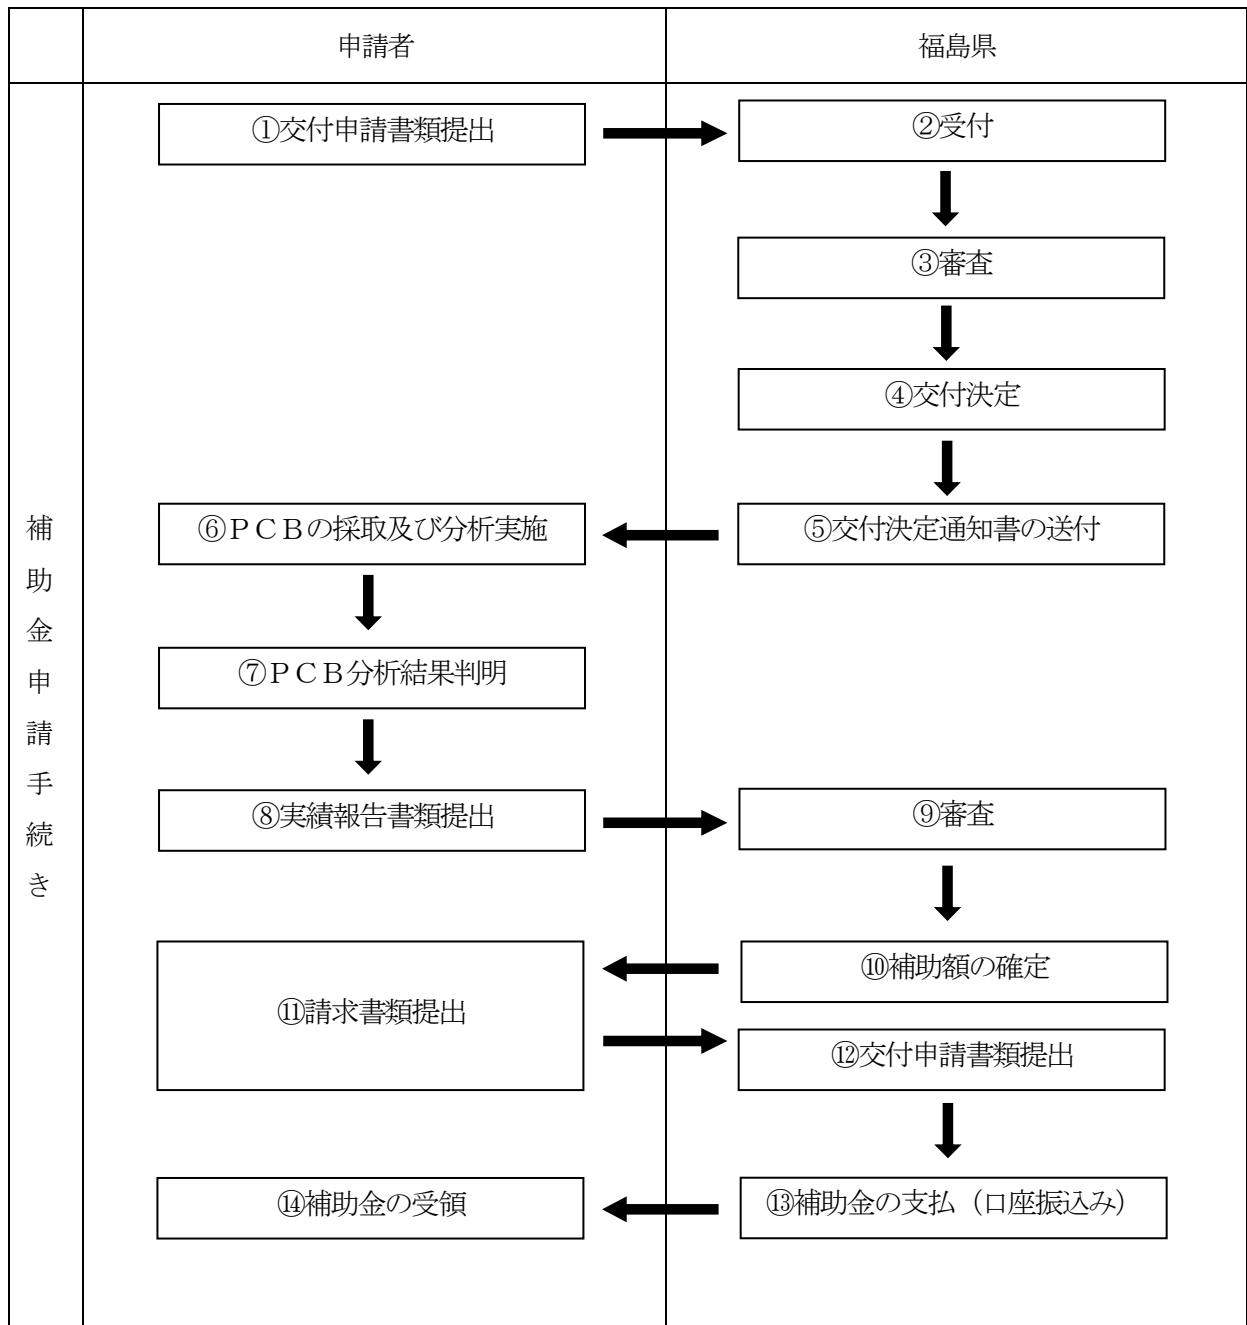 申請者
福島県
補助金申請手続き
①交付申請書類提出
②受付
③審査
④交付決定
⑤交付決定通知書の送付
⑥ＰＣＢの採取及び分析実施
⑦ＰＣＢ分析結果判明
⑧実績報告書類提出
⑨審査
⑩補助額の確定
⑪請求書類提出
⑫交付申請書類提出
⑬補助金の支払（口座振込み）
⑭補助金の受領